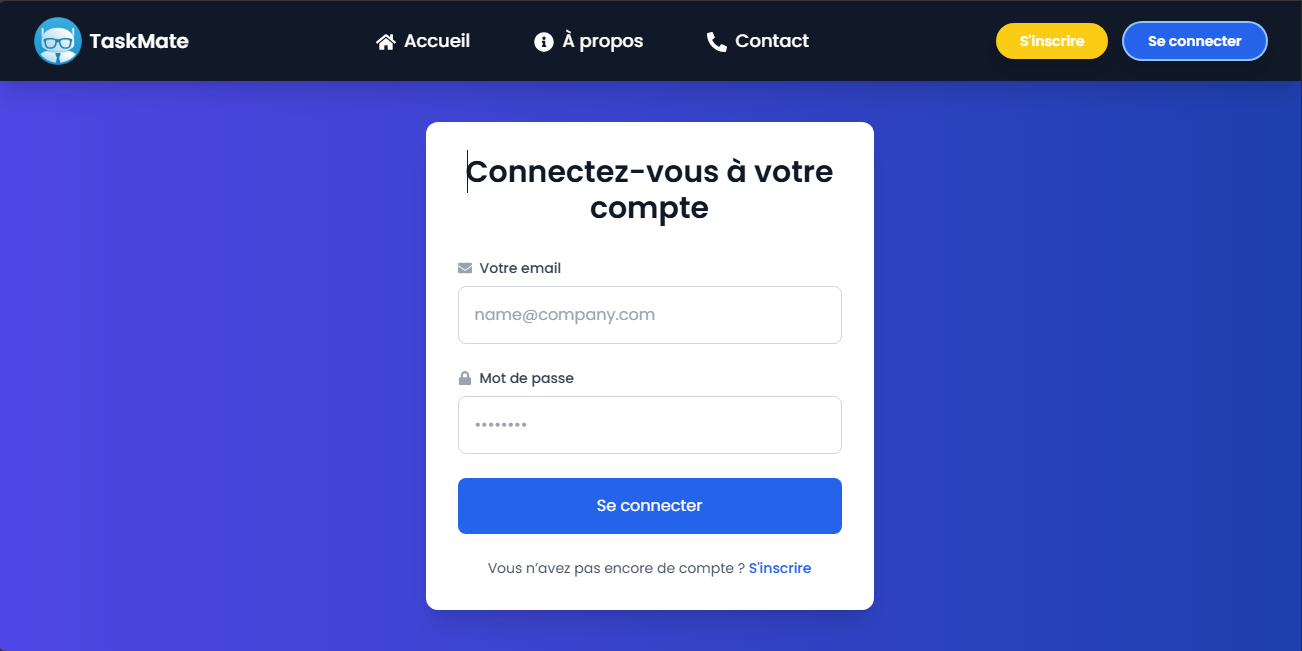 TaskMate
Accueil
À propos
Contact
S'inscrire
Se connecter
Connectez-vous à votre
compte
Votre email
name@company.com
Mot de passe
••••••••
Se connecter
Vous n’avez pas encore de compte ? S'inscrire